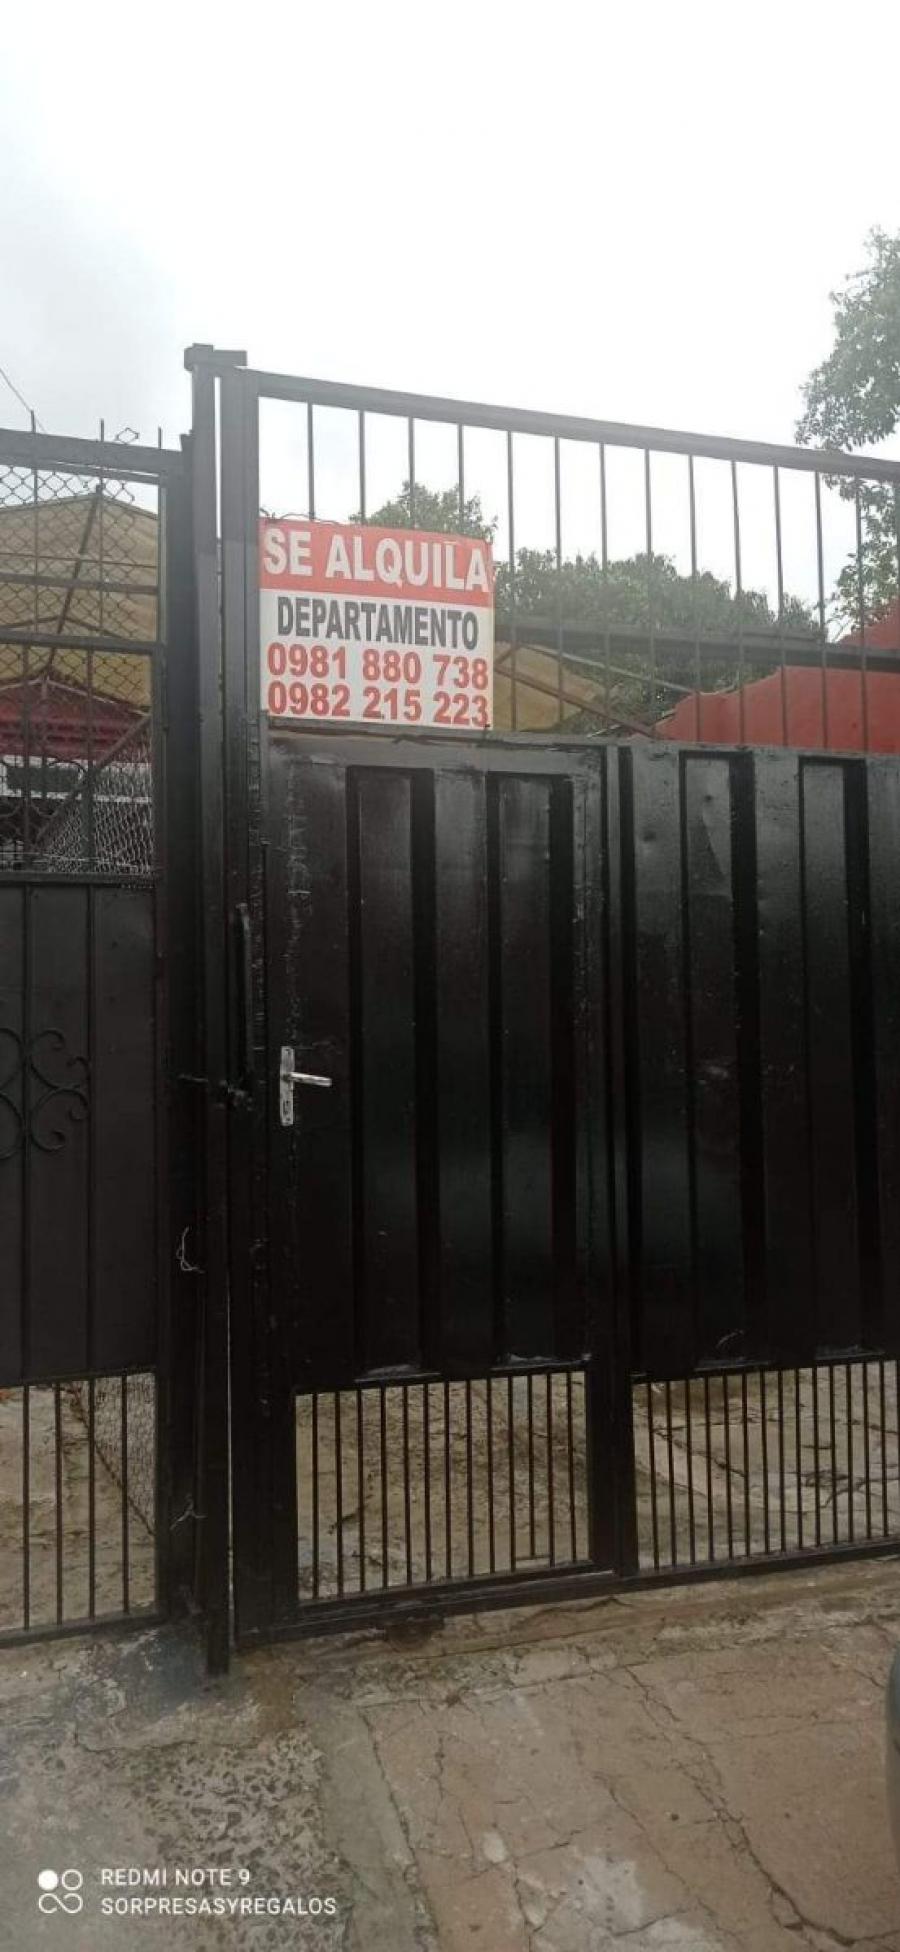 SE ALQUILA
DEPARTAMENTO
0981 880 738
0982 215 223
REDMI NOTE 9
SORPRESASYREGALOS